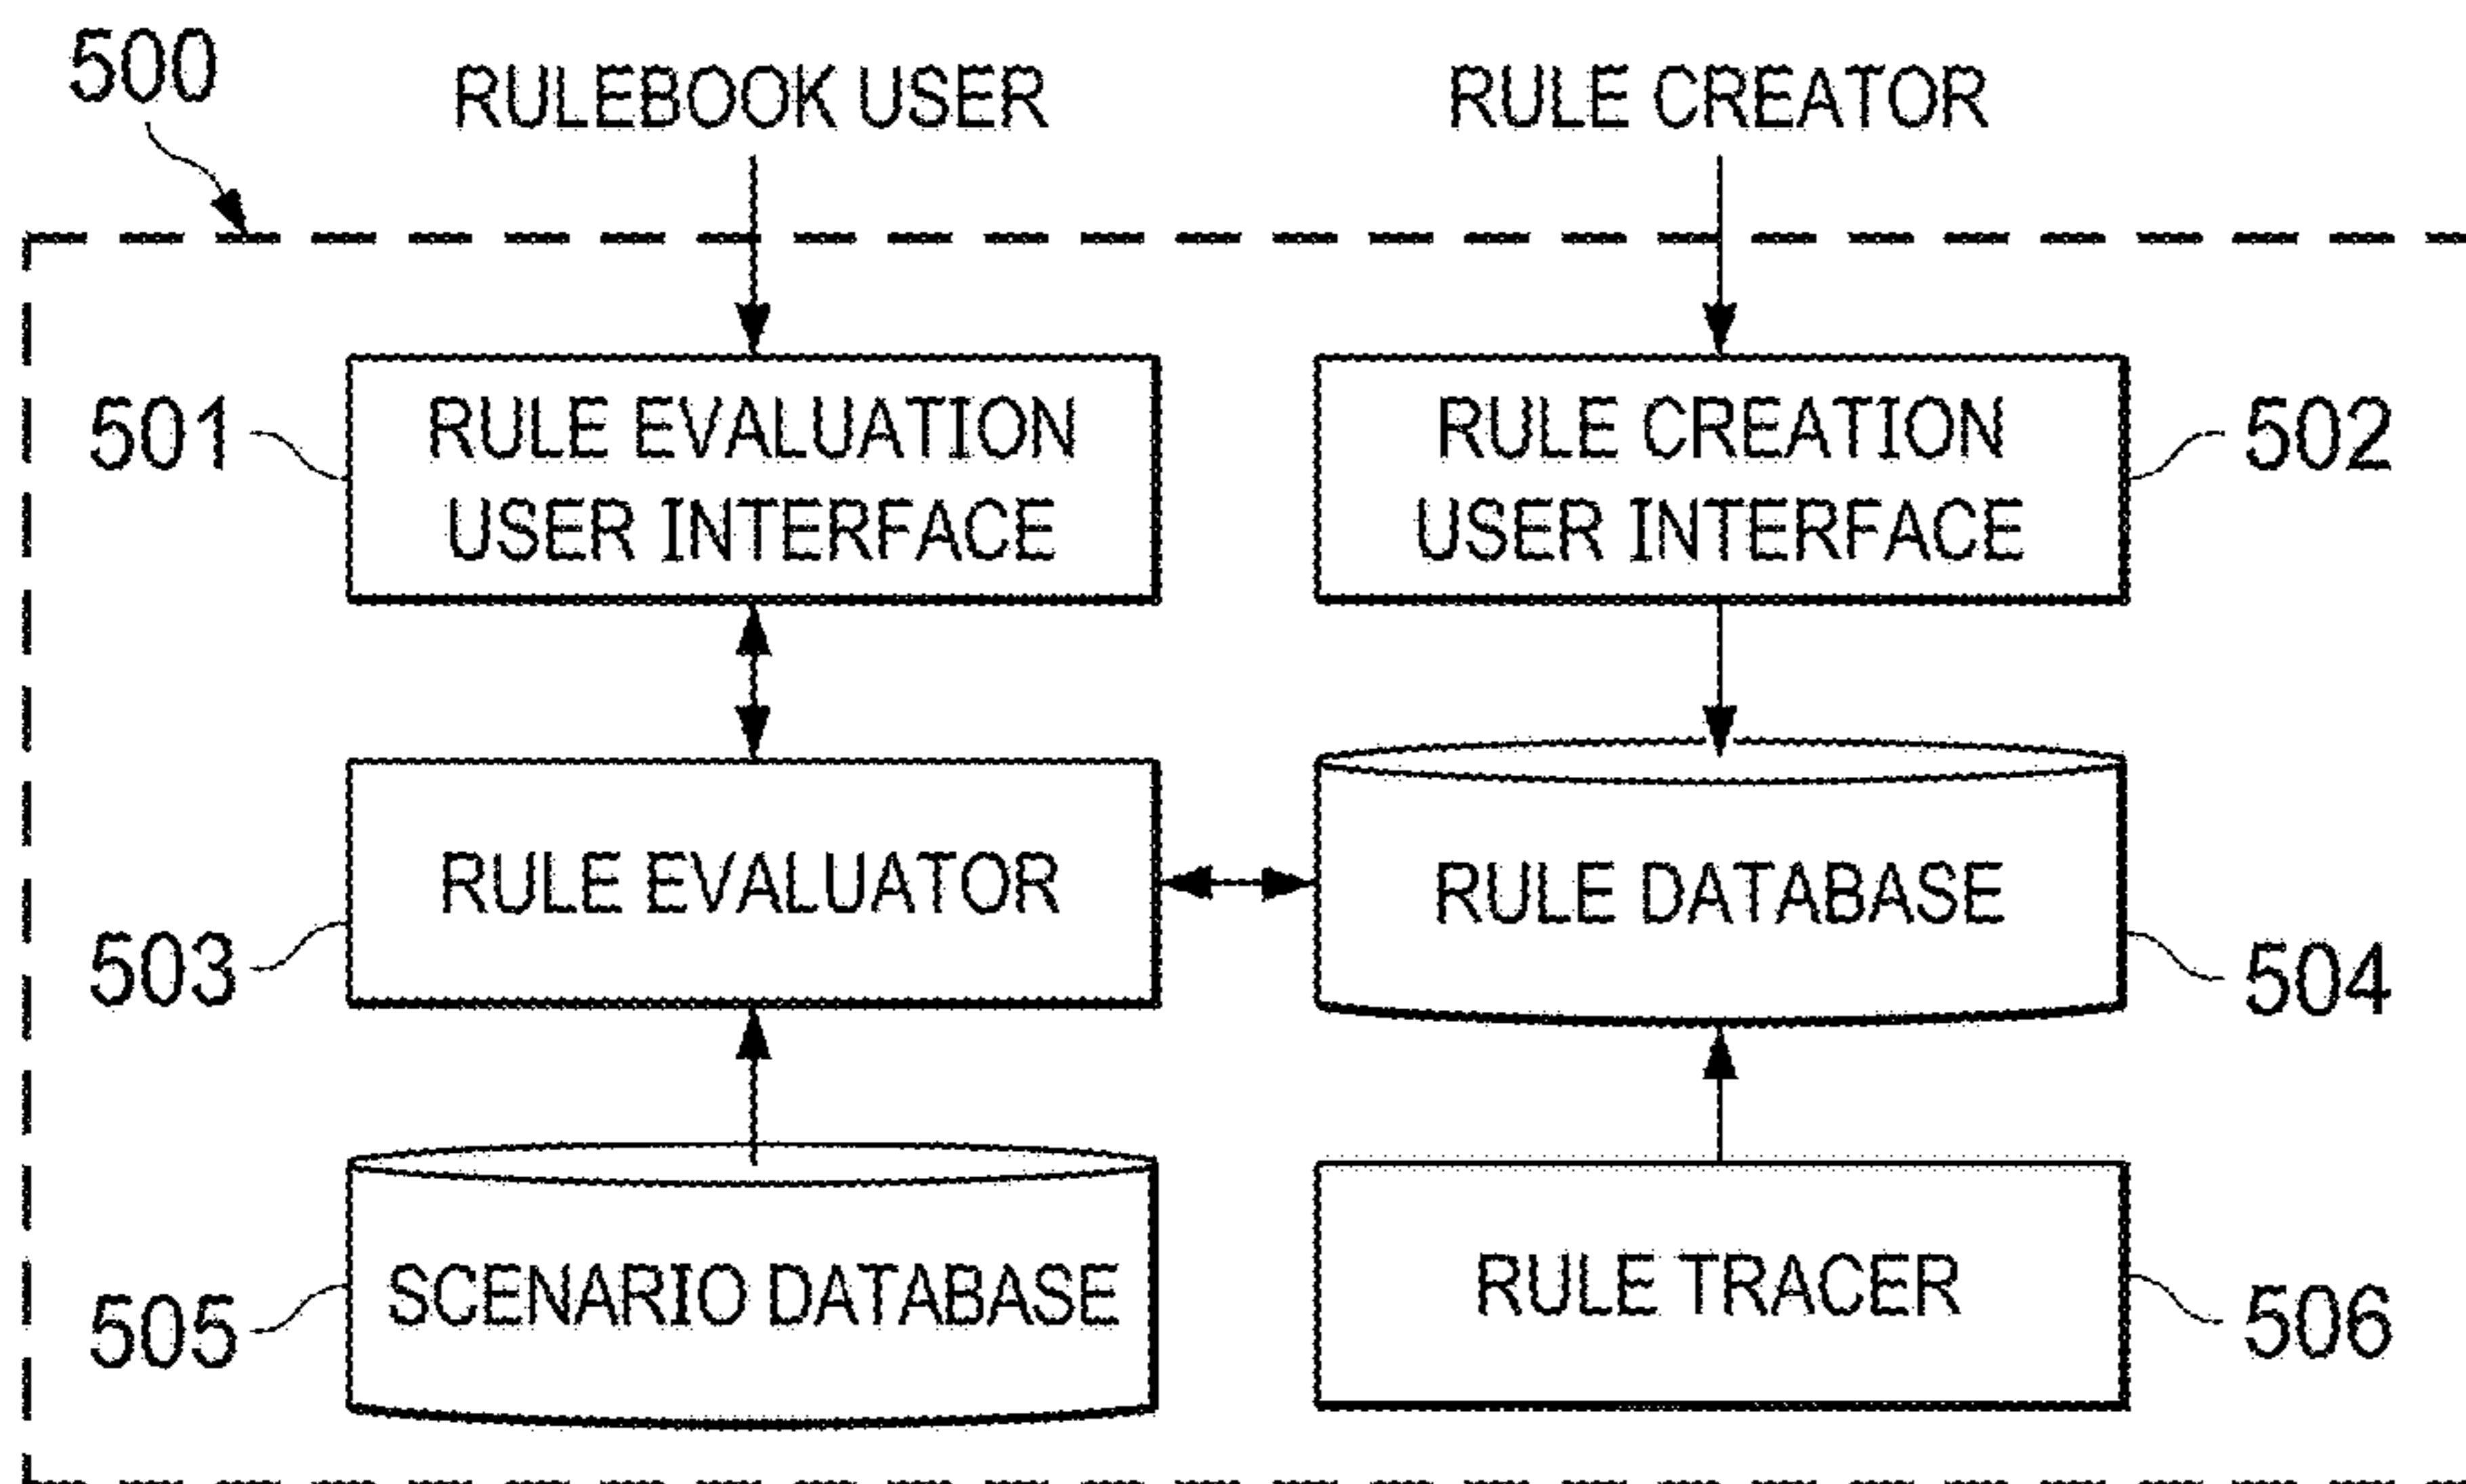 500
RULEBOOK USER
RULE CREATOR
501
RULE EVALUATION
USER INTERFACE
RULE CREATION
USER INTERFACE
502
503
RULE EVALUATOR
RULE DATABASE
504
505
SCENARIO DATABASE
RULE TRACER
506